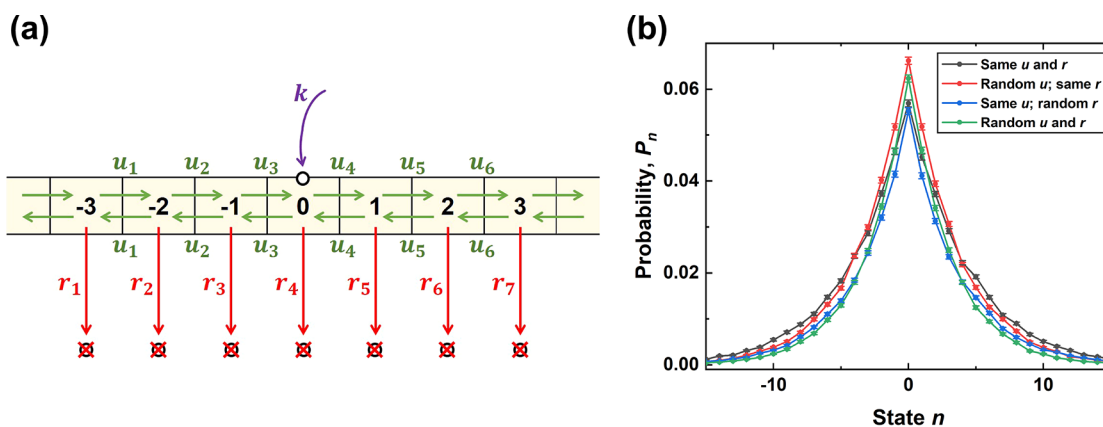 (a)
k
u1 u2 u3 u4 u5 u6
-3 -2 -1 0 1 2 3
u1 u2 u3 u4 u5 u6
r1 r2 r3 r4 r5 r6 r7
(b)
Same u and r
Random u; same r
Same u; random r
Random u and r
Probability, Pn
0.06
0.04
0.02
0.00
-10 0 10
State n